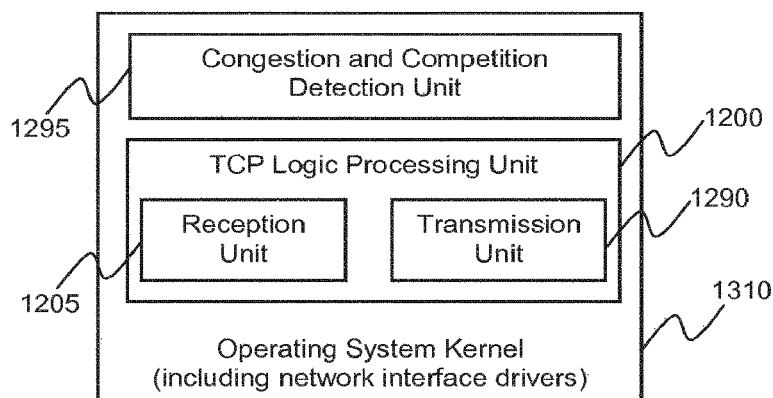 Congestion and Competition
Detection Unit
1295
1200
TCP Logic Processing Unit
1290
Reception
Unit
Transmission
Unit
1205
1310
Operating System Kernel
(including network interface drivers)